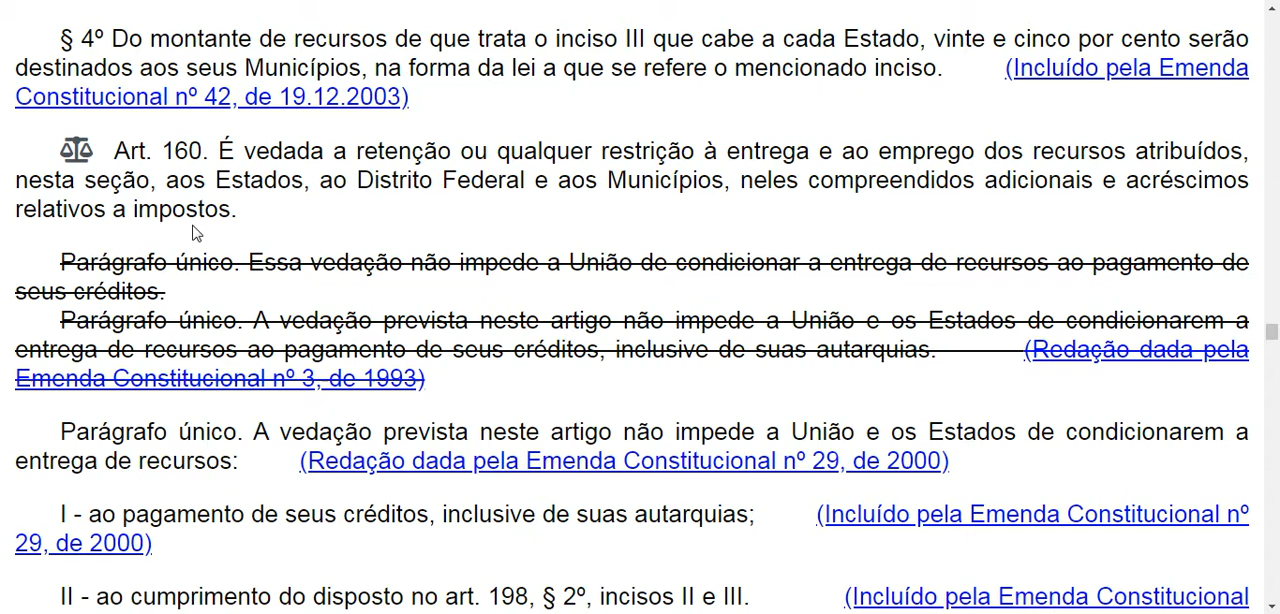 § 4º Do montante de recursos de que trata o inciso III que cabe a cada Estado, vinte e cinco por cento serão
destinados aos seus Municípios, na forma da lei a que se refere o mencionado inciso. (Incluído pela Emenda
Constitucional nº 42, de 19.12.2003)
Art. 160. É vedada a retenção ou qualquer restrição à entrega e ao emprego dos recursos atribuídos,
nesta seção, aos Estados, ao Distrito Federal e aos Municípios, neles compreendidos adicionais e acréscimos
relativos a impostos.
Parágrafo único. Essa vedação não impede a União de condicionar a entrega de recursos ao pagamento de
seus créditos.
Parágrafo único. A vedação prevista neste artigo não impede a União e os Estados de condicionarem a
entrega de recursos ao pagamento de seus créditos, inclusive de suas autarquias. (Redação dada pela
Emenda Constitucional nº 3, de 1993)
Parágrafo único. A vedação prevista neste artigo não impede a União e os Estados de condicionarem a
entrega de recursos: (Redação dada pela Emenda Constitucional nº 29, de 2000)
I - ao pagamento de seus créditos, inclusive de suas autarquias; (Incluído pela Emenda Constitucional nº
29, de 2000)
II - ao cumprimento do disposto no art. 198, § 2º, incisos II e III. (Incluído pela Emenda Constitucional